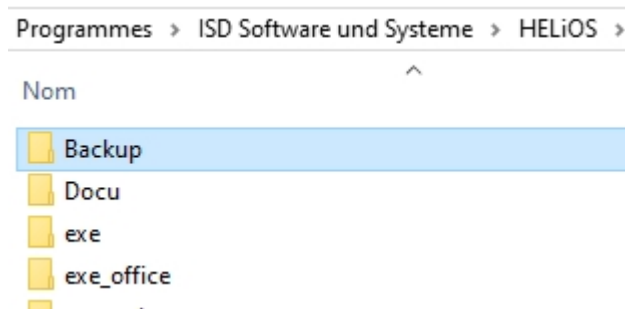 Programmes > ISD Software und Systeme > HELiOS >
Nom
Backup
Docu
exe
exe_office